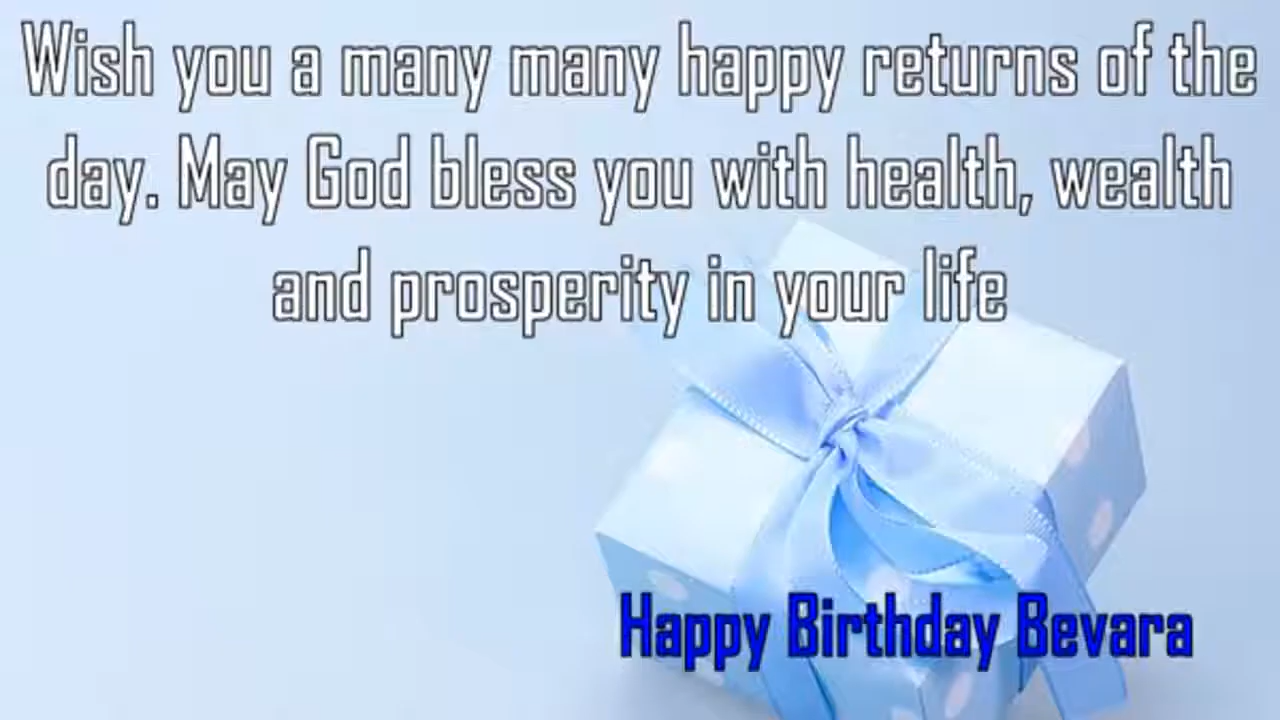 Wish you a many many happy returns of the
day. May God bless you with health, wealth
and prosperity in your life
Happy Birthday Bevara